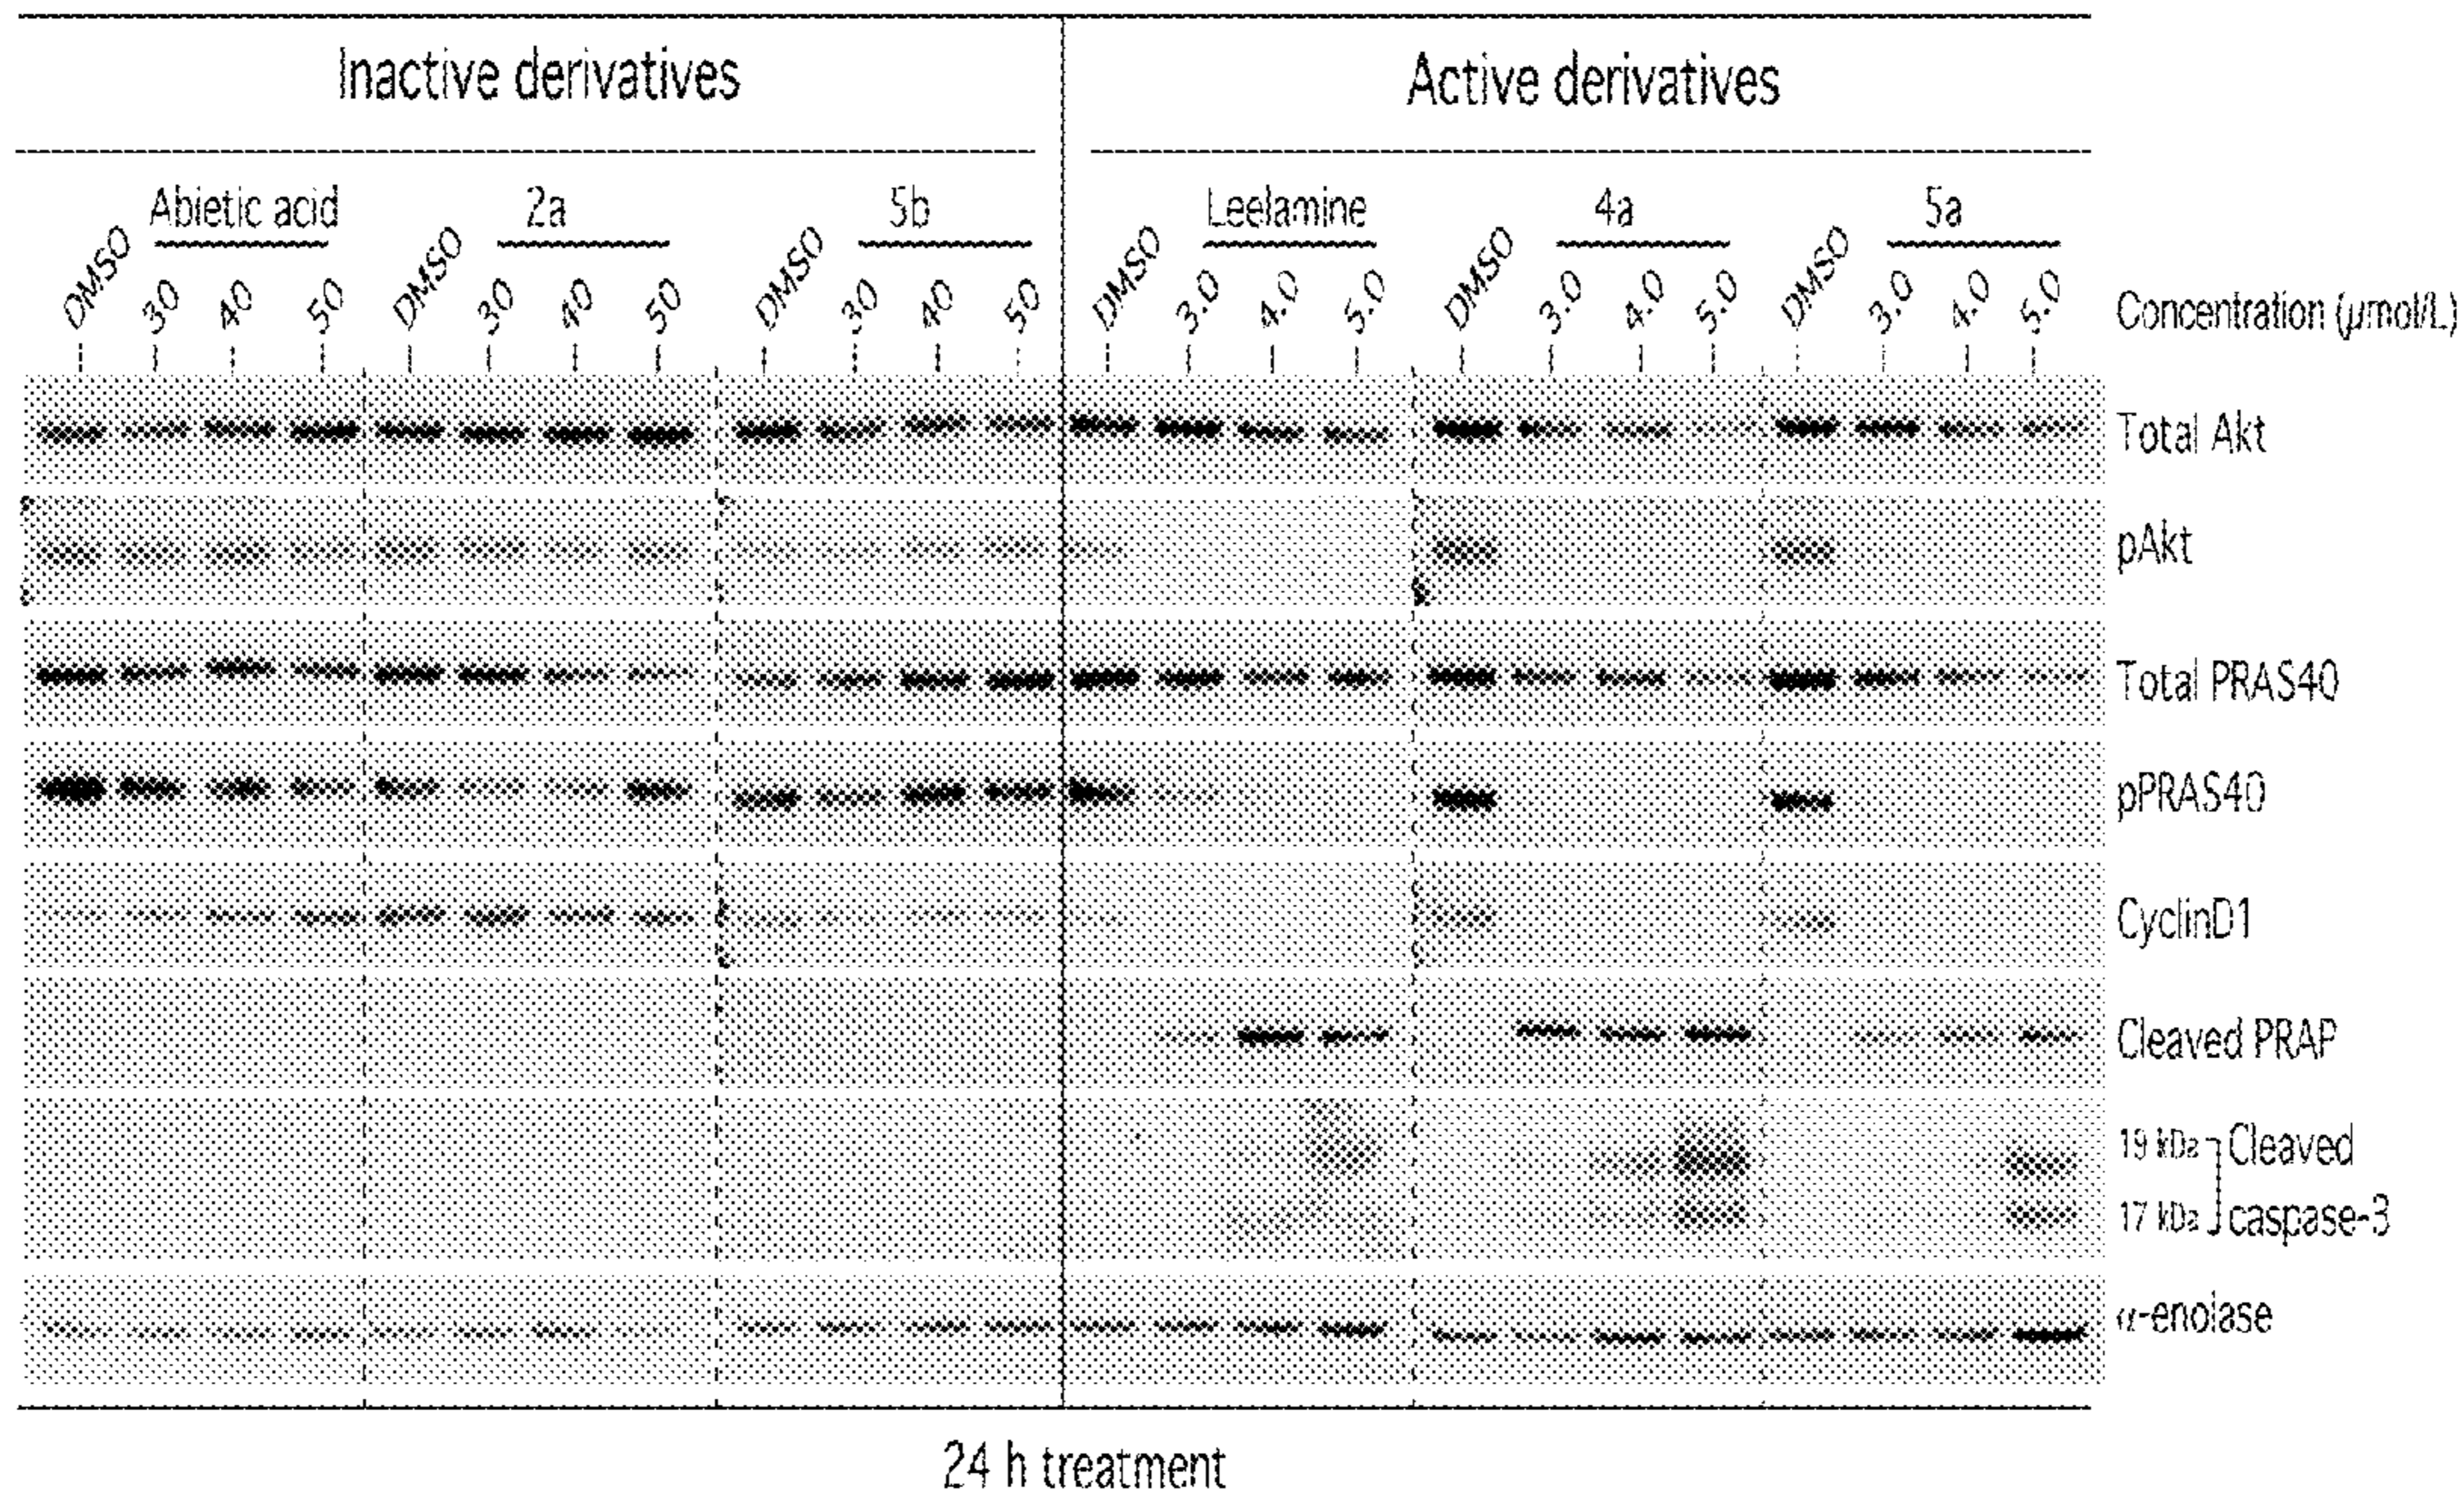 Inactive derivatives Active derivatives
Abietic acid 2a 5b Leelamine 4a 5a
DMSO 30 40 50 DMSO 30 40 50 DMSO 30 40 50 DMSO 3.0 4.0 5.0 DMSO 3.0 4.0 5.0 DMSO 3.0 4.0 5.0 Concentration (µmol/L)
Total Akt
pAkt
Total PRAS40
pPRAS40
CyclinD1
Cleaved PRAP
19 kDa Cleaved
17 kDa caspase-3
α-enolase
24 h treatment